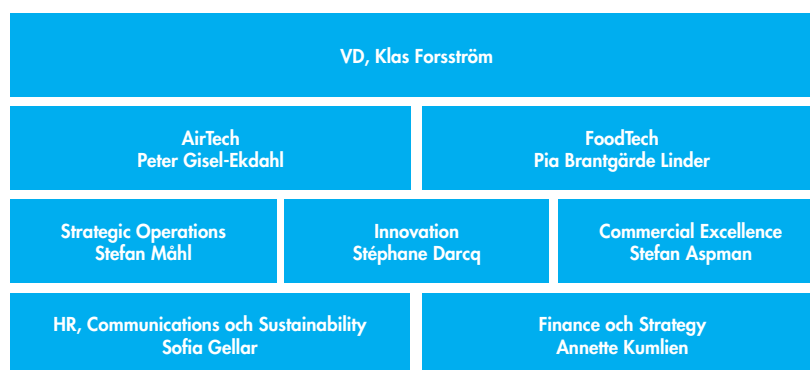 VD, Klas Forsström
AirTech
Peter Gisel-Ekdahl
FoodTech
Pia Brantgärde Linder
Strategic Operations
Stefan Måhl
Innovation
Stéphane Darcq
Commercial Excellence
Stefan Aspman
HR, Communications och Sustainability
Sofia Gellar
Finance och Strategy
Annette Kumlien